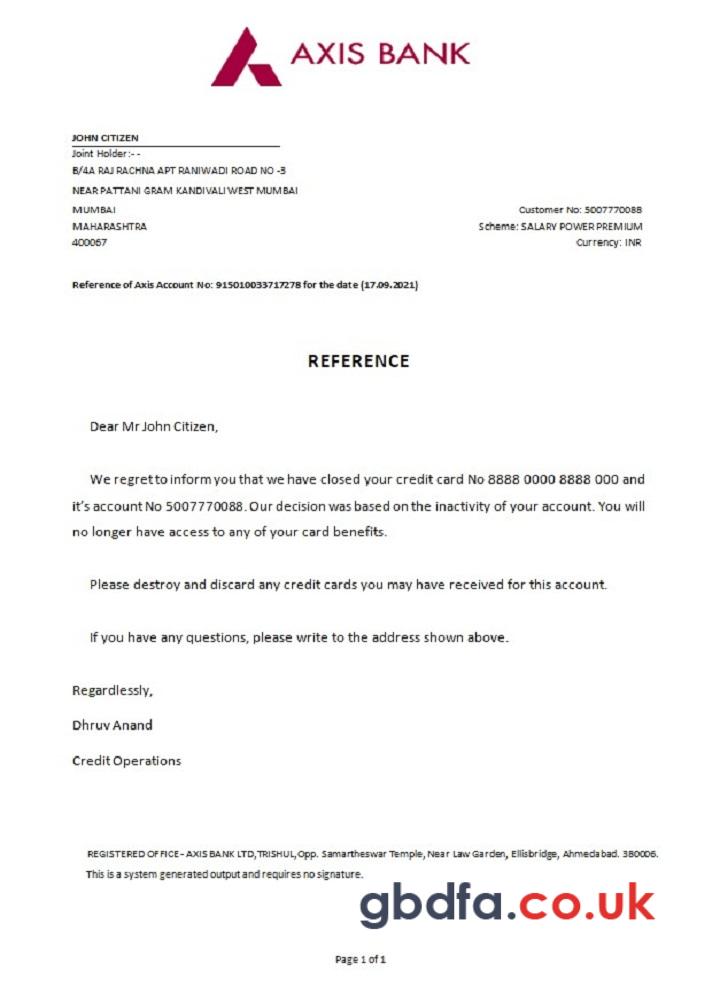 AXIS BANK
JOHN CITIZEN
Joint Holder:- -
B/4A RAJ RACHNA APT RANIWADI ROAD NO -3
NEAR PATTANI GRAM KANDIVALI WEST MUMBAI
MUMBAI
Customer No: 5007770088
MAHARASHTRA
Scheme: SALARY POWER PREMIUM
400067
Currency: INR
Reference of Axis Account No: 915010033717278 for the date (17.09.2021)
REFERENCE
Dear Mr John Citizen,
We regret to inform you that we have closed your credit card No 8888 0000 8888 000 and
it's account No 5007770088. Our decision was based on the inactivity of your account. You will
no longer have access to any of your card benefits.
Please destroy and discard any credit cards you may have received for this account.
If you have any questions, please write to the address shown above.
Regardlessly,
Dhruv Anand
Credit Operations
REGISTERED OFFICE - AXIS BANK LTD, TRISHUL, Opp. Samartheswar Temple, Near Law Garden, Ellisbridge, Ahmedabad. 380006.
This is a system generated output and requires no signature.
gbdfa.co.uk
Page 1 of 1